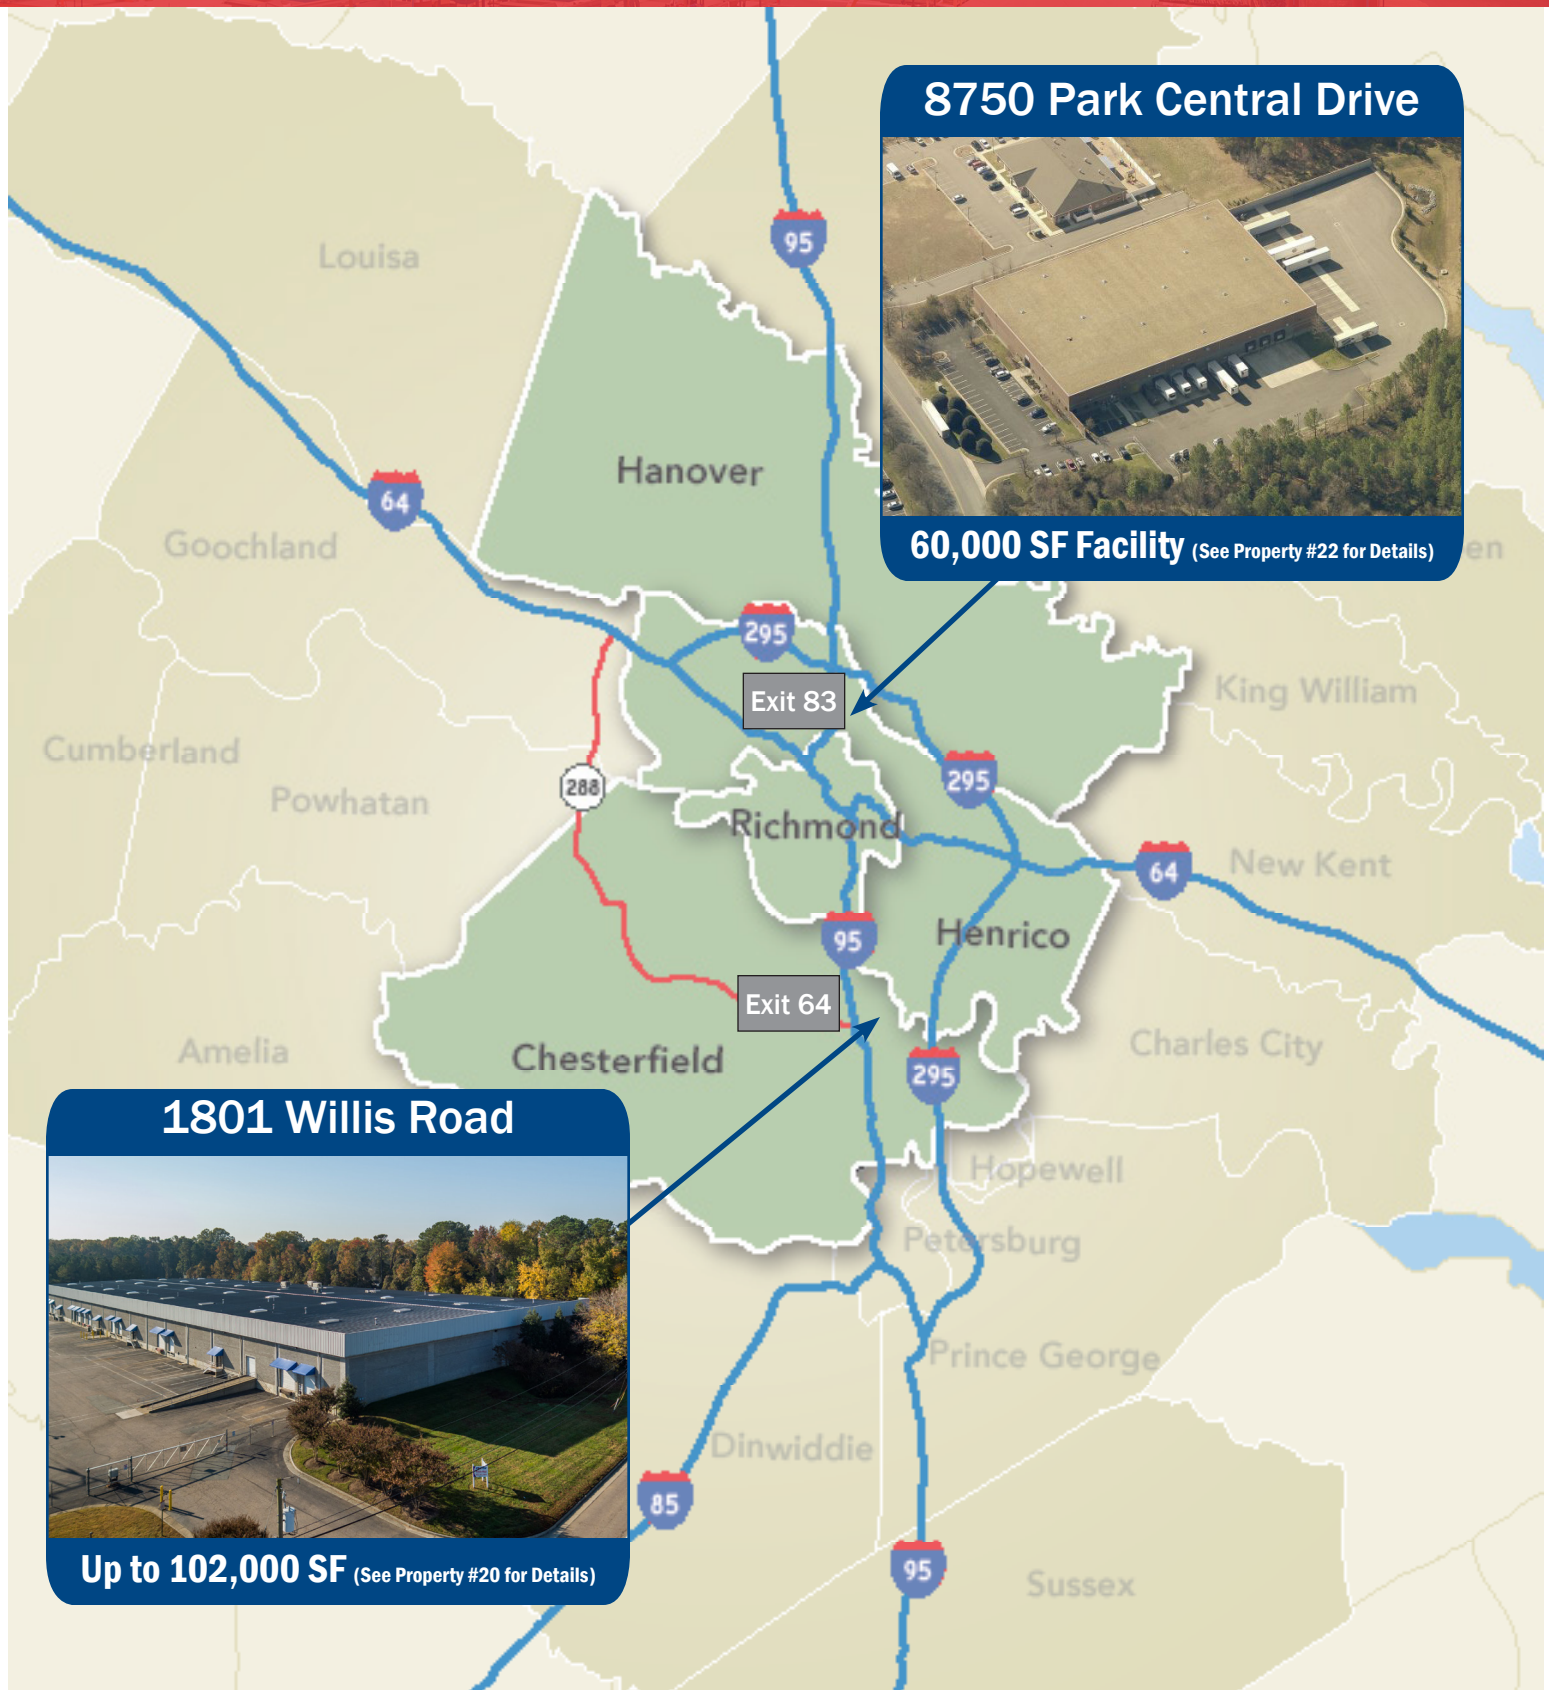 8750 Park Central Drive
95
Louisa
Hanover
64
Goochland
60,000 SF Facility (See Property #22 for Details)
en
295
Exit 83
King William
Cumberland
288
295
Powhatan
Richmond
64
New Kent
95
Henrico
Exit 64
Amelia
Chesterfield
Charles City
295
1801 Willis Road
Hopewell
Petersburg
Prince George
Dinwiddie
85
Up to 102,000 SF (See Property #20 for Details)
95
Sussex